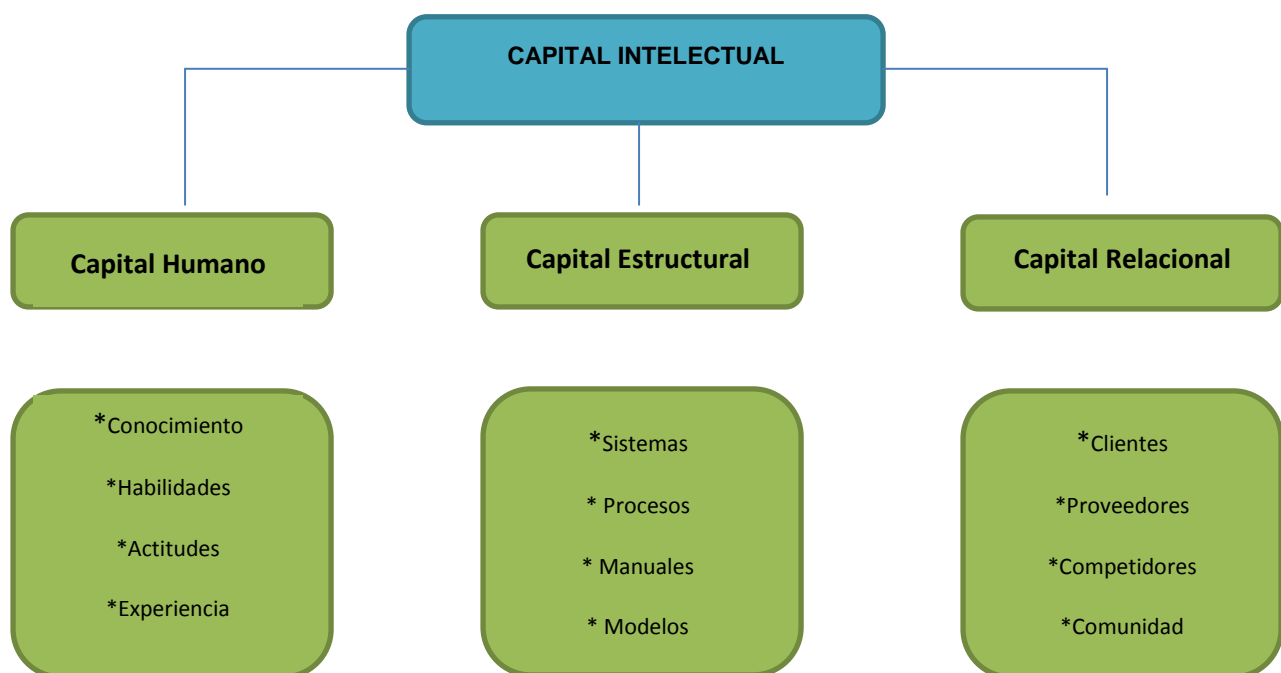 CAPITAL INTELECTUAL
Capital Humano
Capital Estructural
Capital Relacional
*Conocimiento
*Habilidades
*Actitudes
*Experiencia
*Sistemas
* Procesos
* Manuales
* Modelos
*Clientes
*Proveedores
*Competidores
*Comunidad